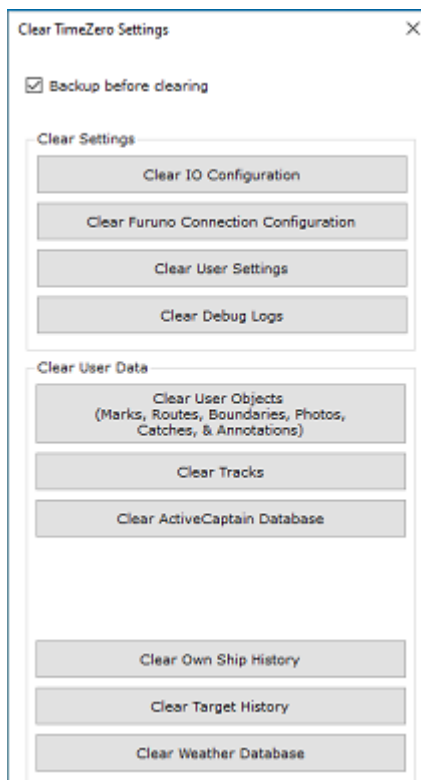 Clear TimeZero Settings
Backup before clearing
Clear Settings
Clear IO Configuration
Clear Furuno Connection Configuration
Clear User Settings
Clear Debug Logs
Clear User Data
Clear User Objects
(Marks, Routes, Boundaries, Photos,
Catches, & Annotations)
Clear Tracks
Clear ActiveCaptain Database
Clear Own Ship History
Clear Target History
Clear Weather Database